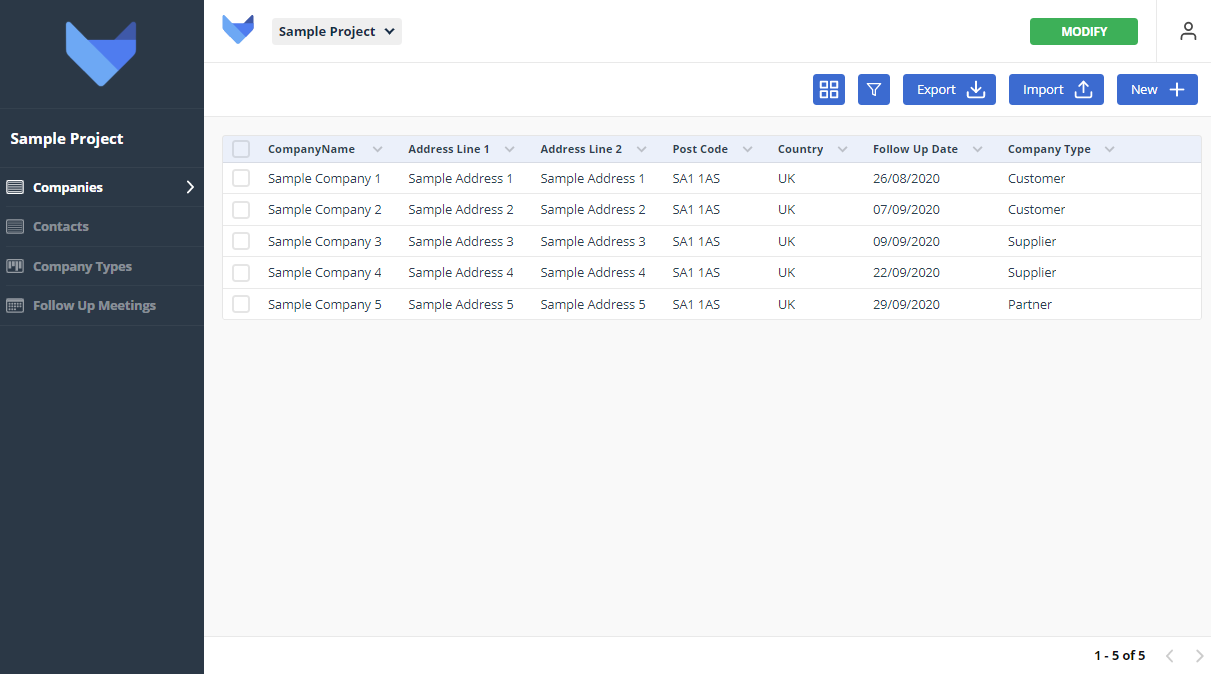 Sample Project
MODIFY
Export
Import
New
Sample Project
Companies
Contacts
Company Types
Follow Up Meetings
CompanyName Address Line 1 Address Line 2 Post Code Country Follow Up Date Company Type
Sample Company 1 Sample Address 1 Sample Address 1 SA1 1AS UK 26/08/2020 Customer
Sample Company 2 Sample Address 2 Sample Address 2 SA1 1AS UK 07/09/2020 Customer
Sample Company 3 Sample Address 3 Sample Address 3 SA1 1AS UK 09/09/2020 Supplier
Sample Company 4 Sample Address 4 Sample Address 4 SA1 1AS UK 22/09/2020 Supplier
Sample Company 5 Sample Address 5 Sample Address 5 SA1 1AS UK 29/09/2020 Partner
1 - 5 of 5